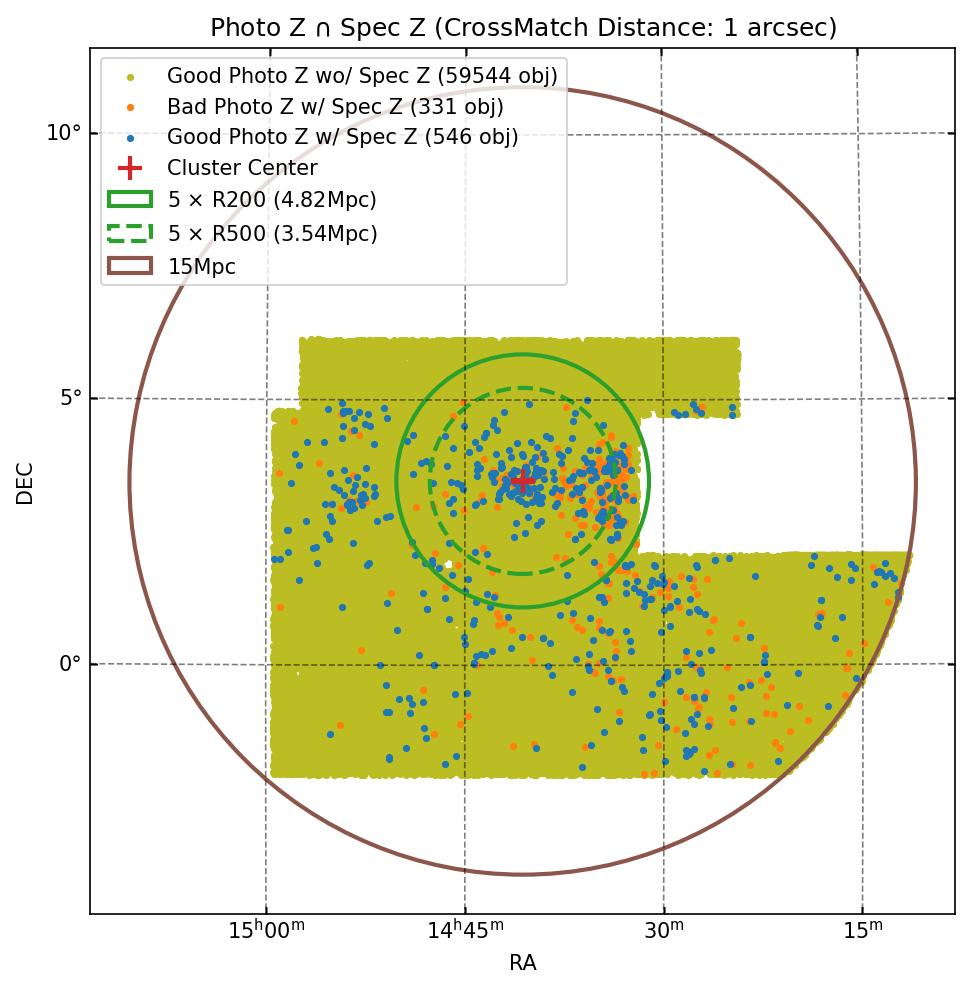 Photo Z ∩ Spec Z (CrossMatch Distance: 1 arcsec)
Good Photo Z wo/ Spec Z (59544 obj)
Bad Photo Z w/ Spec Z (331 obj)
Good Photo Z w/ Spec Z (546 obj)
Cluster Center
5 × R200 (4.82Mpc)
5 × R500 (3.54Mpc)
15Mpc
10°
5°
0°
DEC
15ʰ00ᵐ 14ʰ45ᵐ 30ᵐ 15ᵐ
RA